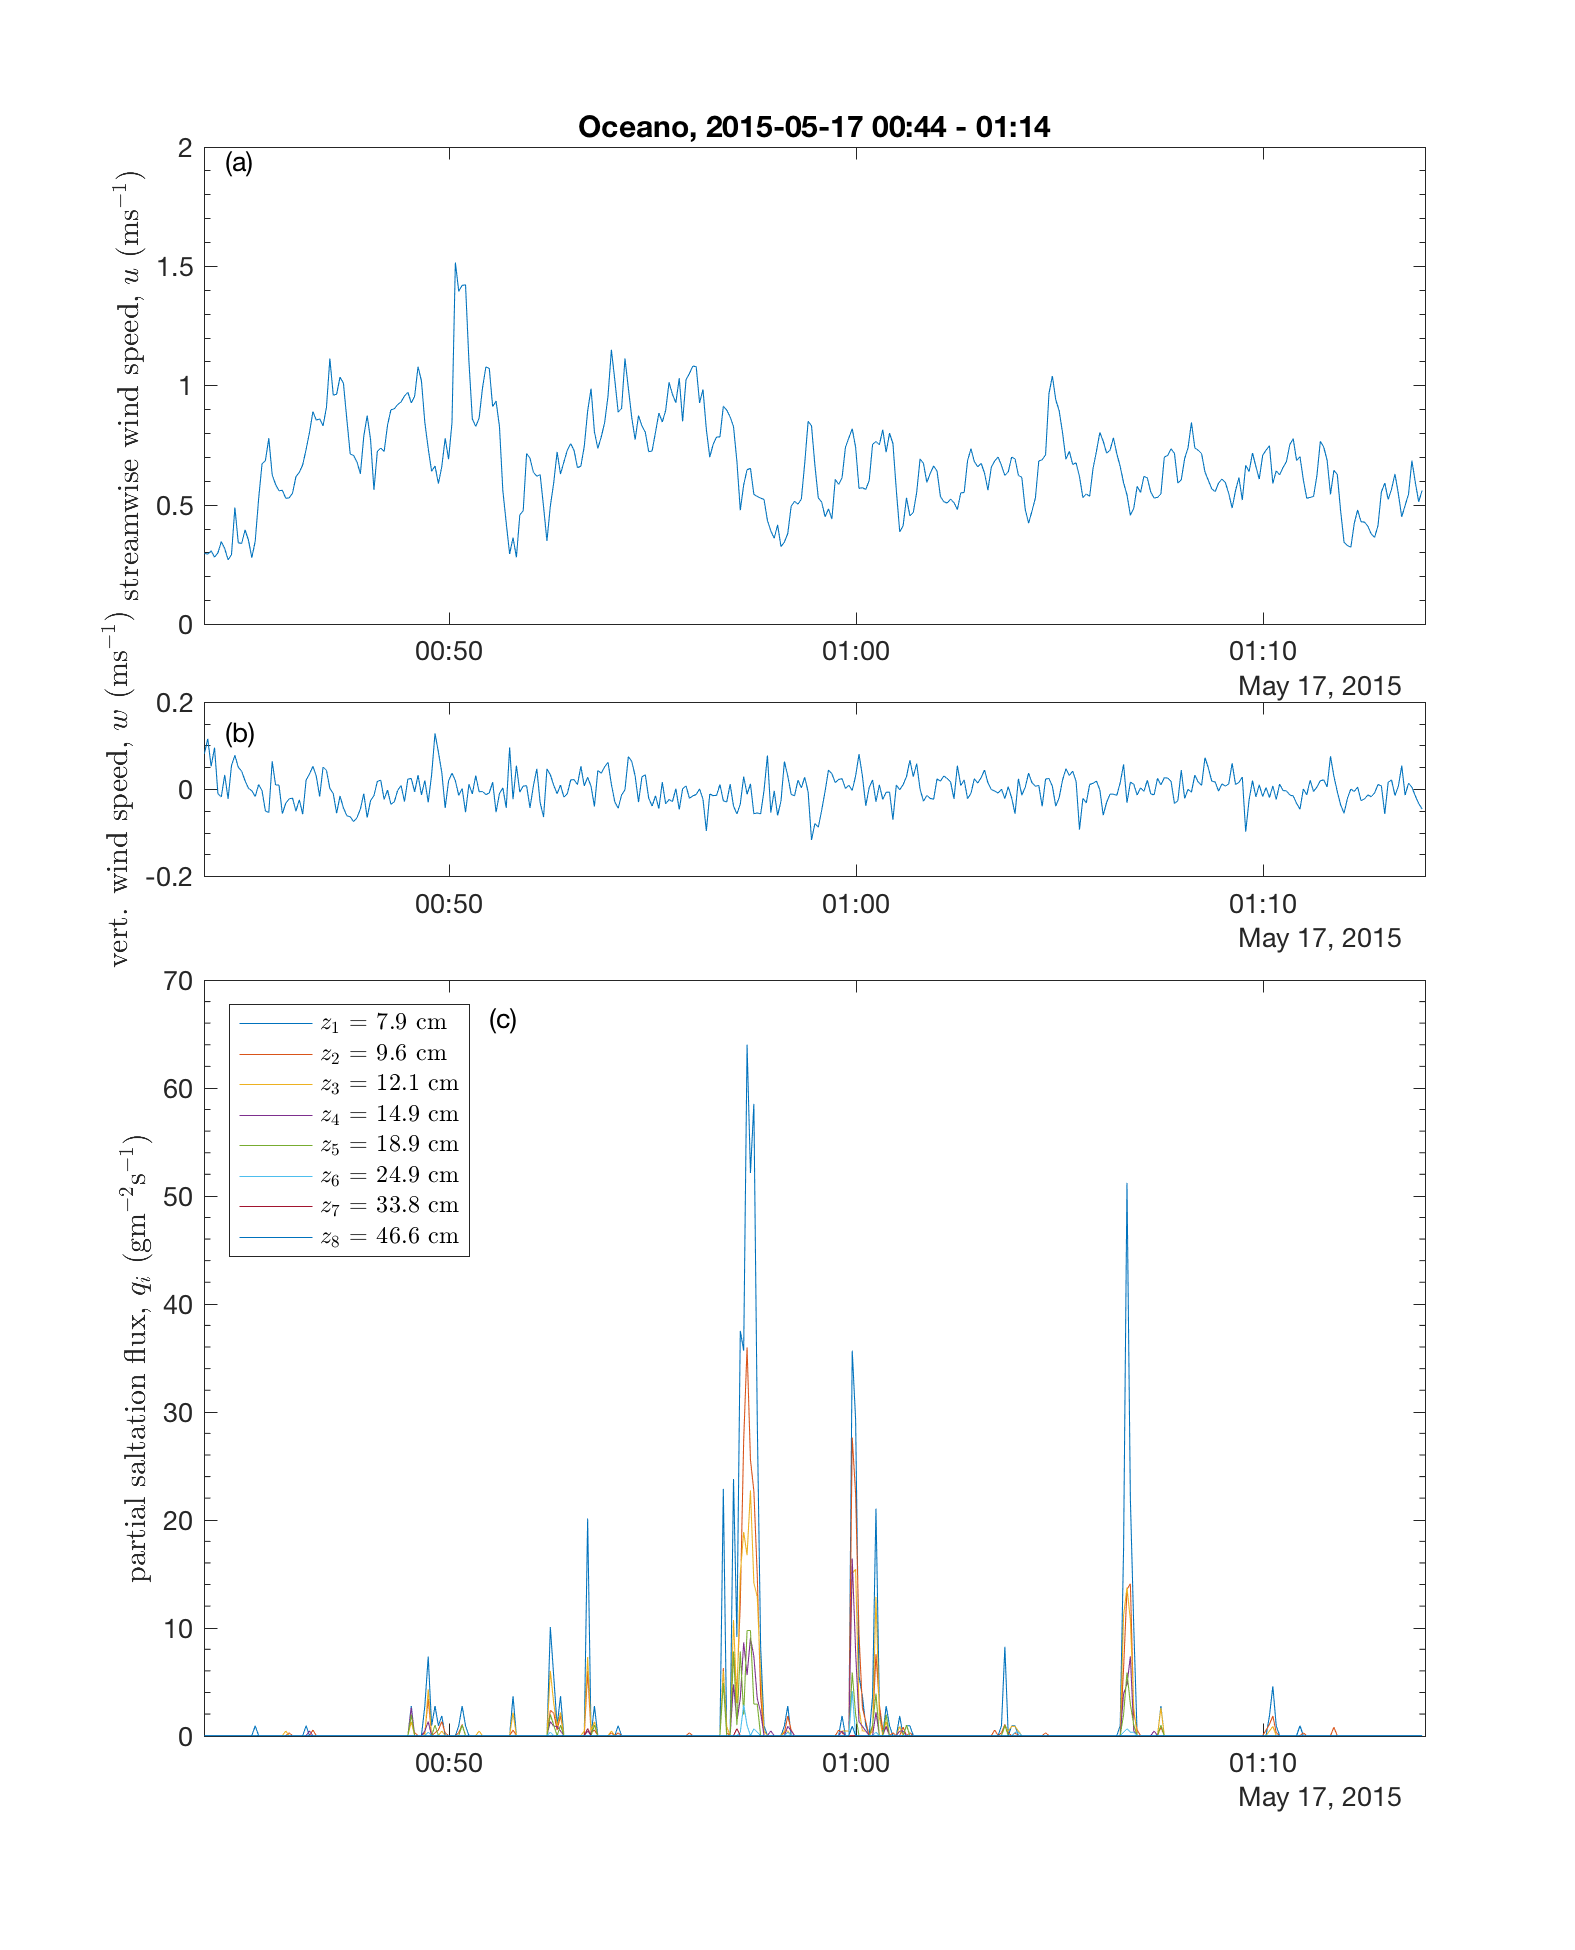 Oceano, 2015-05-17 00:44 - 01:14
(a)
streamwise wind speed, u (ms⁻¹)
2
1.5
1
0.5
0
00:50 01:00 01:10
May 17, 2015
(b)
vert. wind speed, w (ms⁻¹)
0.2
0
-0.2
00:50 01:00 01:10
May 17, 2015
(c)
partial saltation flux, qᵢ (gm⁻²s⁻¹)
70
60
50
40
30
20
10
0
z₁ = 7.9 cm
z₂ = 9.6 cm
z₃ = 12.1 cm
z₄ = 14.9 cm
z₅ = 18.9 cm
z₆ = 24.9 cm
z₇ = 33.8 cm
z₈ = 46.6 cm
00:50 01:00 01:10
May 17, 2015